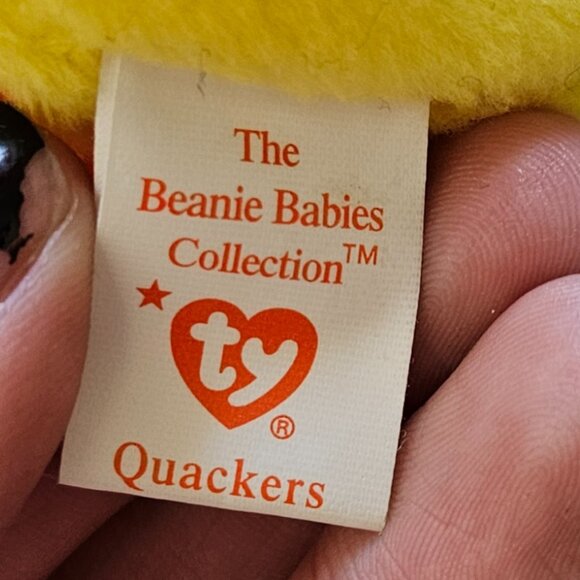 The
Beanie Babies
Collection™
ty®
Quackers